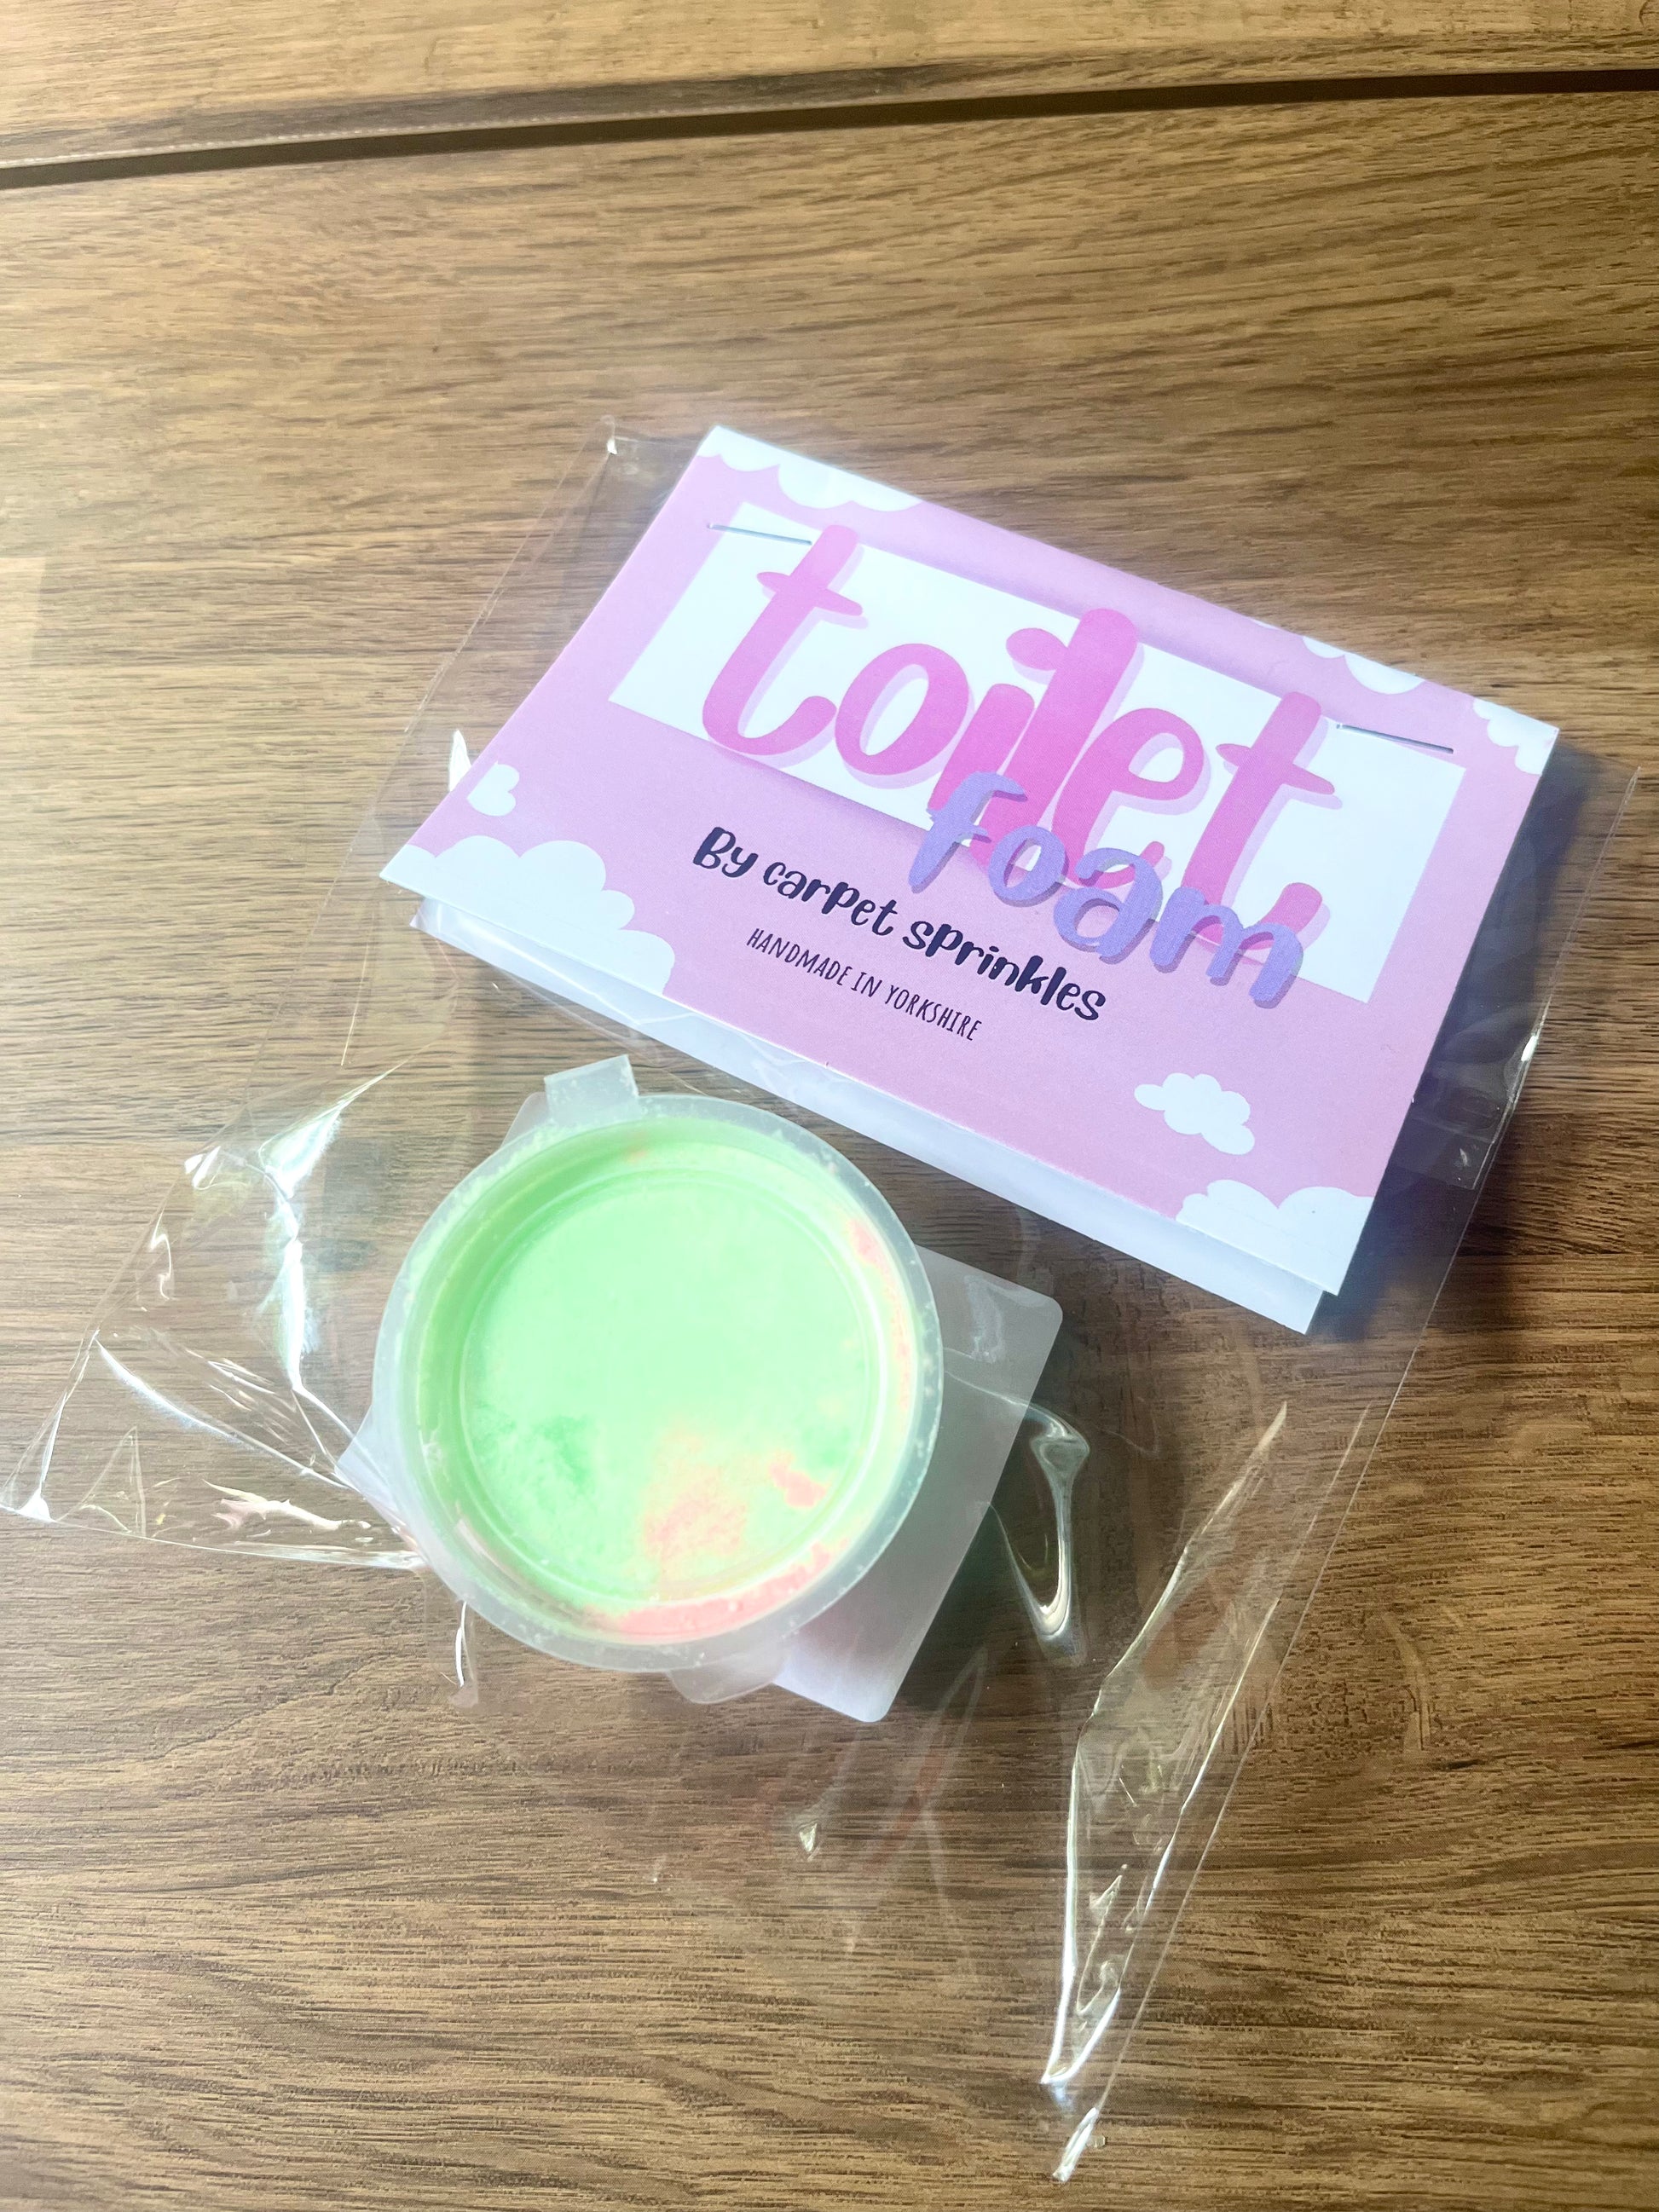 toilet
foam
By carpet sprinkles
HANDMADE IN YORKSHIRE